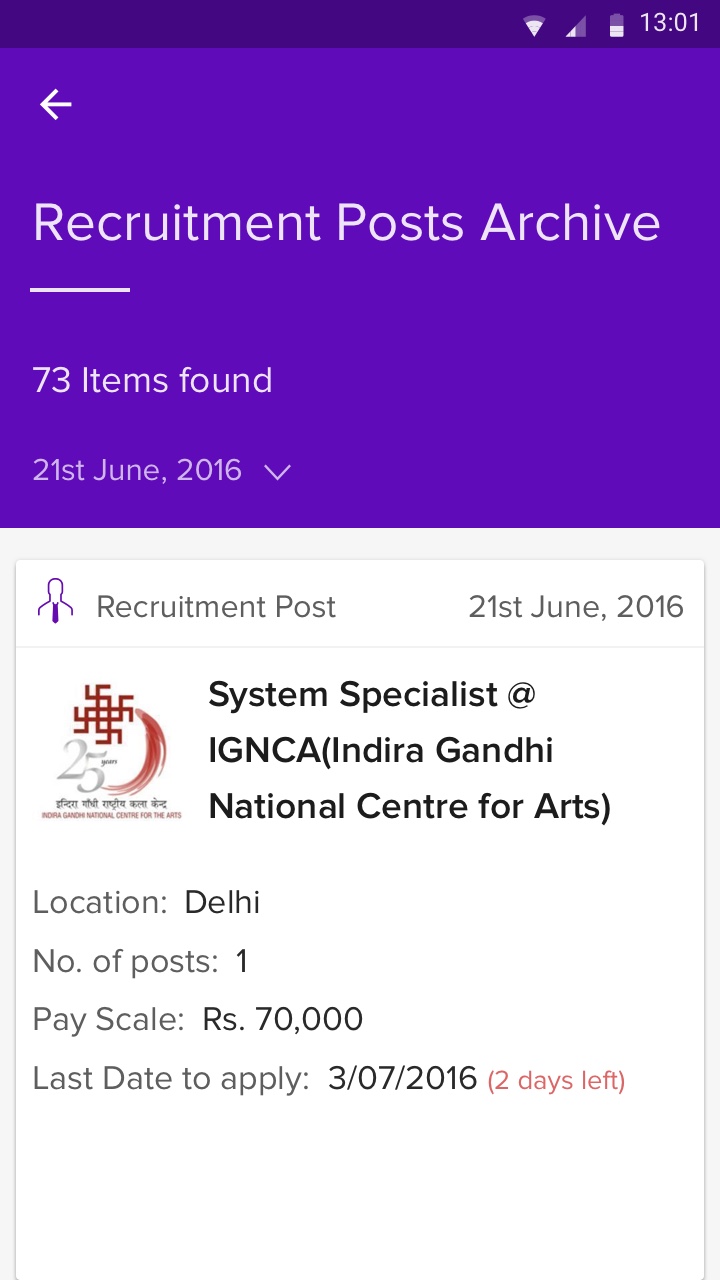 13:01
Recruitment Posts Archive
73 Items found
21st June, 2016
Recruitment Post 21st June, 2016
System Specialist @
IGNCA(Indira Gandhi
National Centre for Arts)
25 years
इन्दिरा गाँधी राष्ट्रीय कला केन्द्र
INDIRA GANDHI NATIONAL CENTRE FOR THE ARTS
Location: Delhi
No. of posts: 1
Pay Scale: Rs. 70,000
Last Date to apply: 3/07/2016 (2 days left)